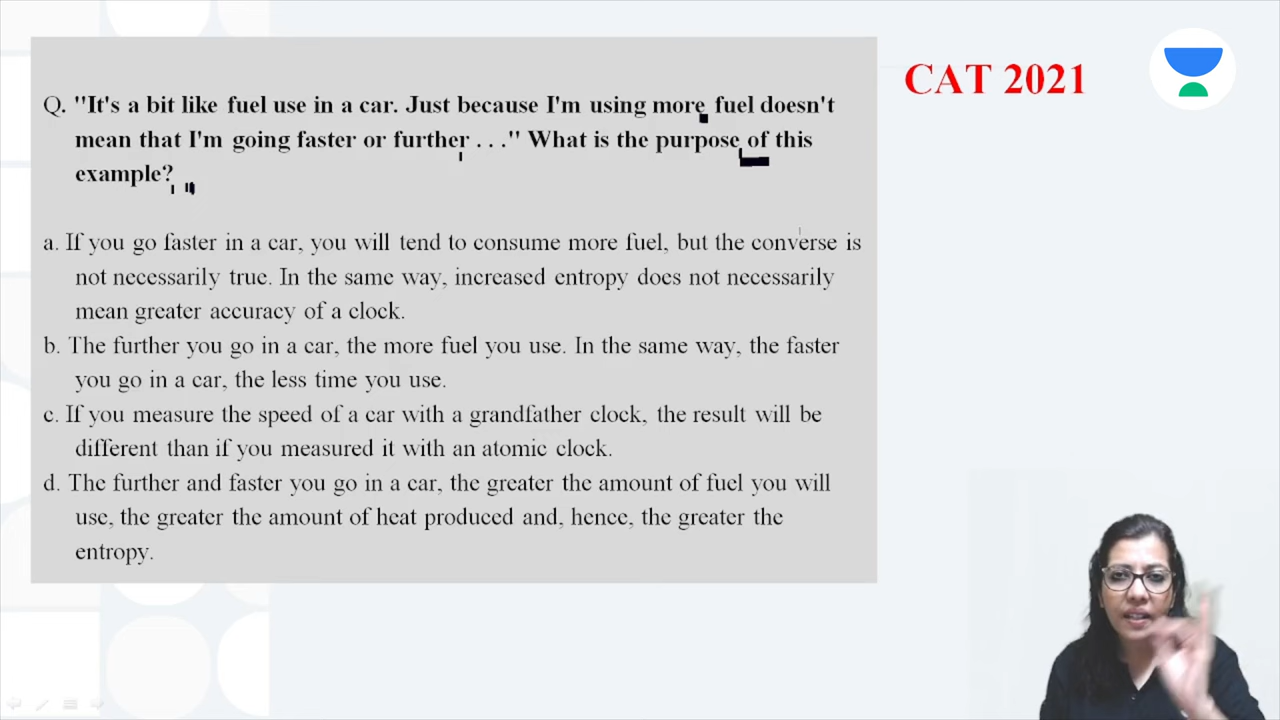 CAT 2021
Q. "It's a bit like fuel use in a car. Just because I'm using more fuel doesn't
mean that I'm going faster or further . . ." What is the purpose of this
example?
a. If you go faster in a car, you will tend to consume more fuel, but the converse is
not necessarily true. In the same way, increased entropy does not necessarily
mean greater accuracy of a clock.
b. The further you go in a car, the more fuel you use. In the same way, the faster
you go in a car, the less time you use.
c. If you measure the speed of a car with a grandfather clock, the result will be
different than if you measured it with an atomic clock.
d. The further and faster you go in a car, the greater the amount of fuel you will
use, the greater the amount of heat produced and, hence, the greater the
entropy.